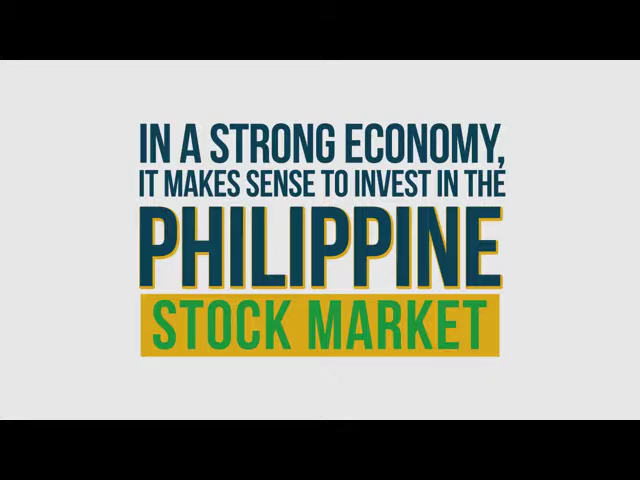 IN A STRONG ECONOMY,
IT MAKES SENSE TO INVEST IN THE
PHILIPPINE
STOCK MARKET